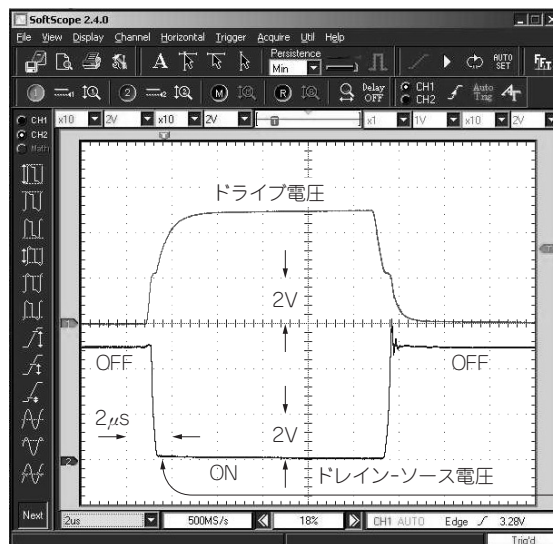 SoftScope 2.4.0
File View Display Channel Horizontal Trigger Acquire Util Help
A Persistence Min AUTO SET FFT
1 2 M R Delay OFF CH1 CH2 Auto Trig
CH1 CH2 Math
x10 2V x10 2V x1 1V x10 2V
ドライブ電圧
2V
OFF
OFF
2μs
2V
ON
ドレイン-ソース電圧
Next
2us 500MS/s 18% CH1 AUTO Edge 3.28V
Trig'd